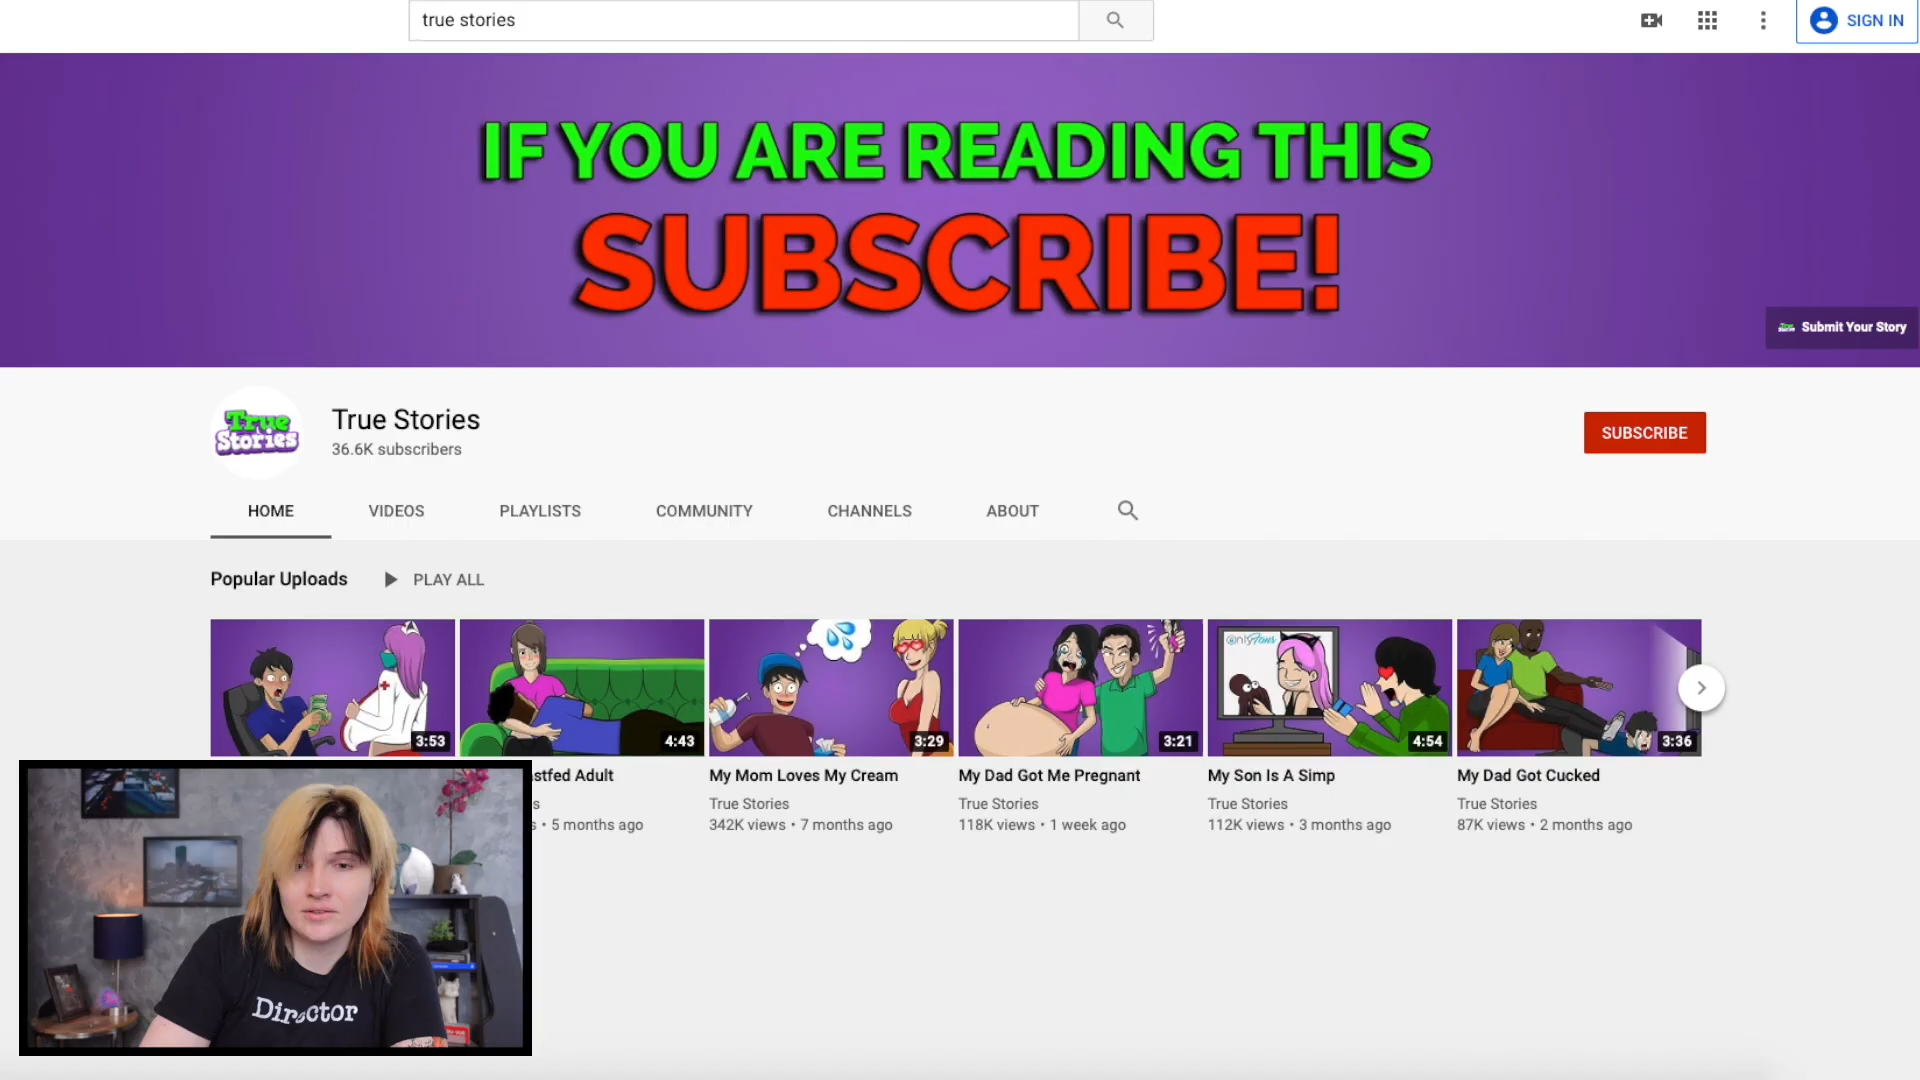 true stories
SIGN IN
IF YOU ARE READING THIS
SUBSCRIBE!
Submit Your Story
True
Stories
True Stories
36.6K subscribers
SUBSCRIBE
HOME VIDEOS PLAYLISTS COMMUNITY CHANNELS ABOUT
Popular Uploads PLAY ALL
OnlyFans
3:53 4:43 3:29 3:21 4:54 3:36
stfed Adult My Mom Loves My Cream My Dad Got Me Pregnant My Son Is A Simp My Dad Got Cucked
s True Stories True Stories True Stories True Stories
s • 5 months ago 342K views • 7 months ago 118K views • 1 week ago 112K views • 3 months ago 87K views • 2 months ago
Director